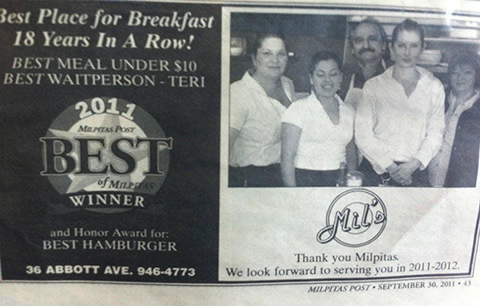 Best Place for Breakfast
18 Years In A Row!
BEST MEAL UNDER $10
BEST WAITPERSON - TERI
2011
MILPITAS POST
BEST
of MILPITAS
WINNER
and Honor Award for:
BEST HAMBURGER
36 ABBOTT AVE. 946-4773
Mil's
Thank you Milpitas.
We look forward to serving you in 2011-2012.
MILPITAS POST • SEPTEMBER 30, 2011 • 43